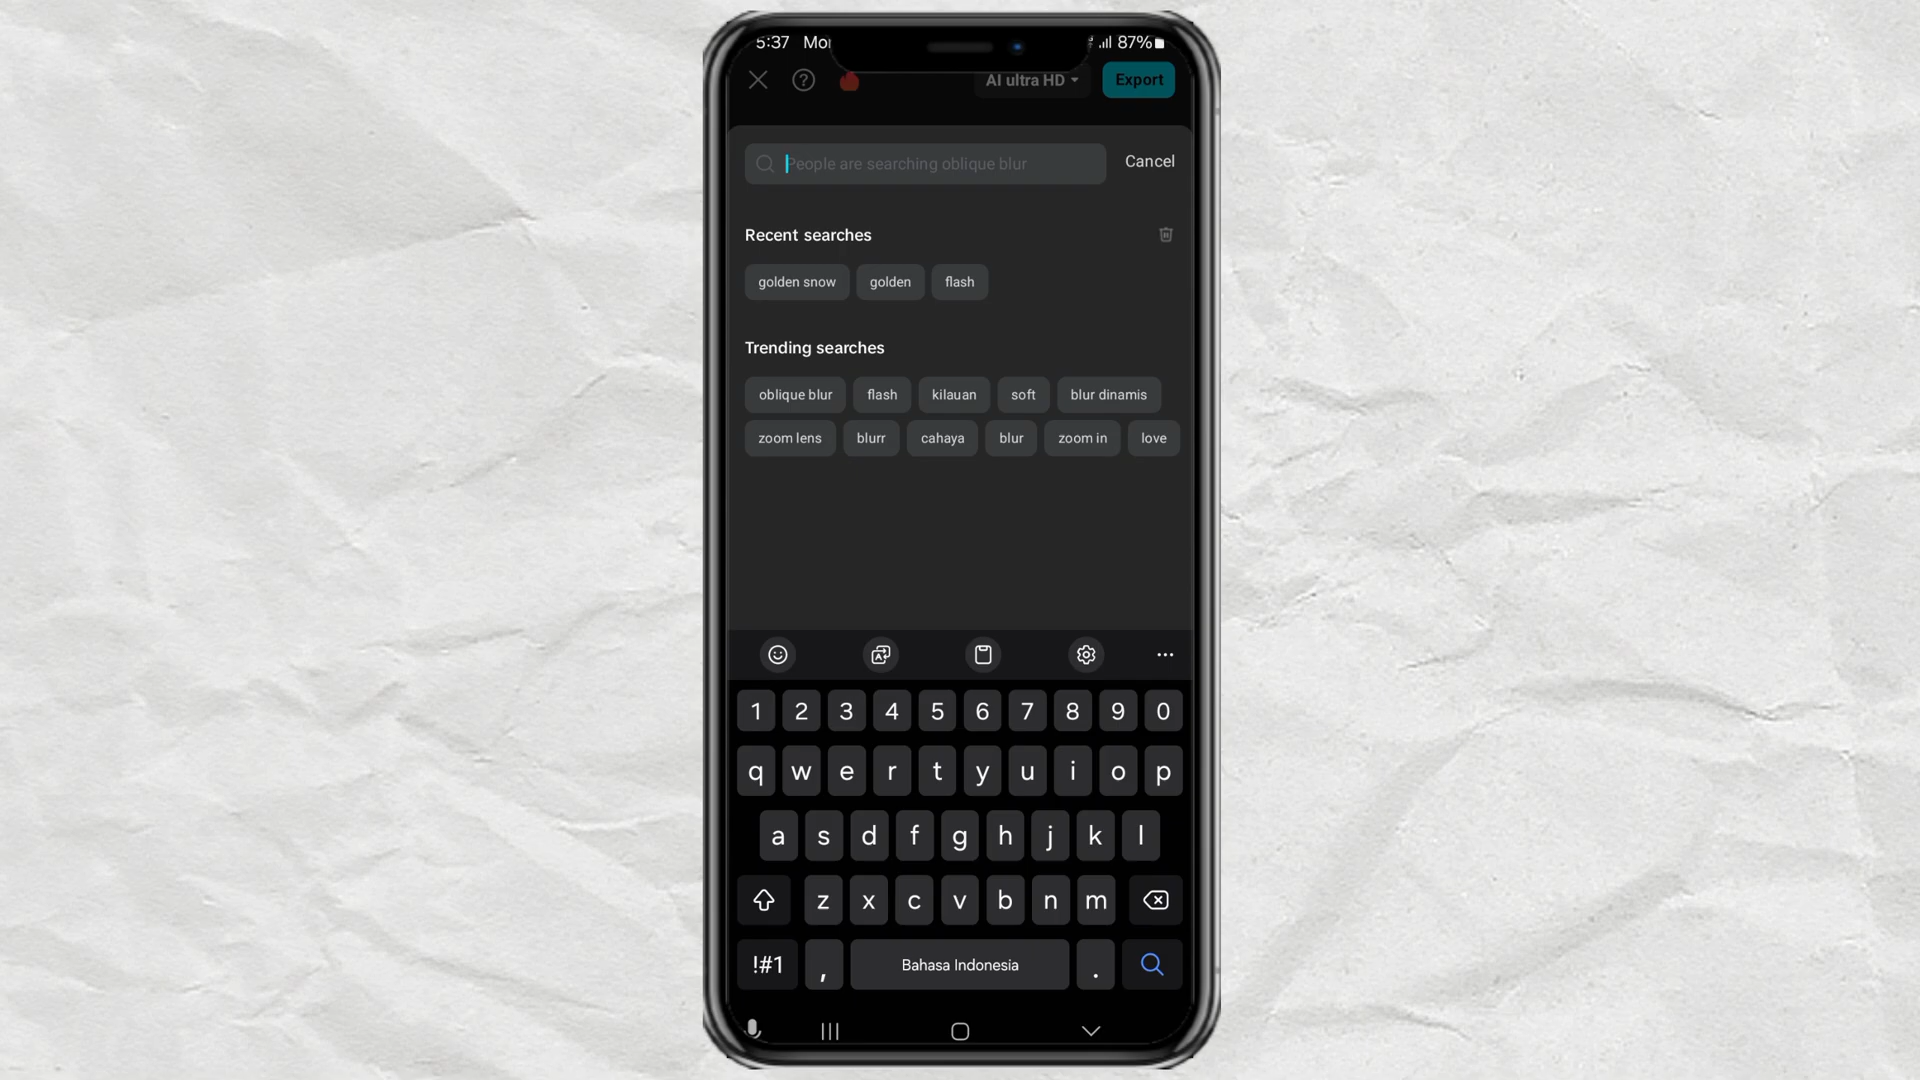 5:37 Mo 87%
? AI ultra HD Export
People are searching oblique blur Cancel
Recent searches
golden snow golden flash
Trending searches
oblique blur flash kilauan soft blur dinamis
zoom lens blurr cahaya blur zoom in love
1 2 3 4 5 6 7 8 9 0
q w e r t y u i o p
a s d f g h j k l
z x c v b n m
!#1 , Bahasa Indonesia .